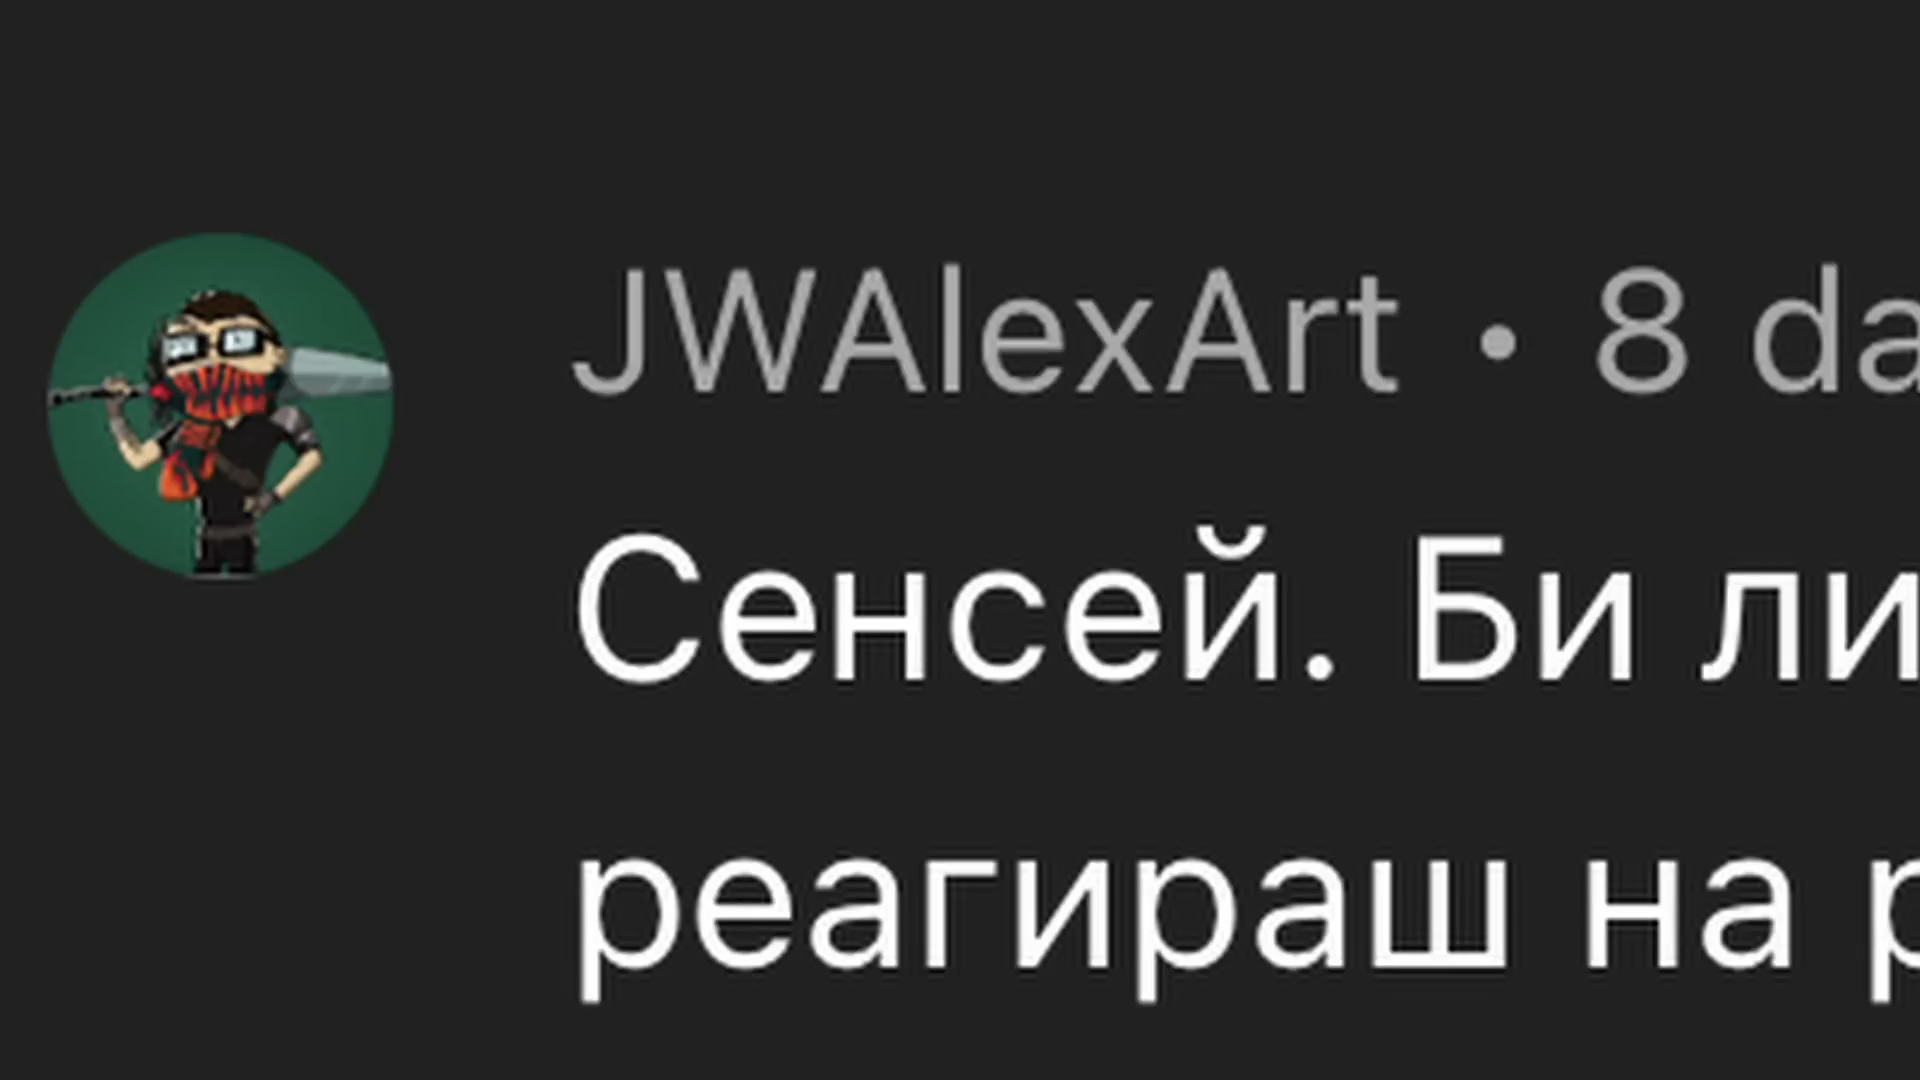 JWAlexArt • 8 da
Сенсей. Би ли
реагираш на р